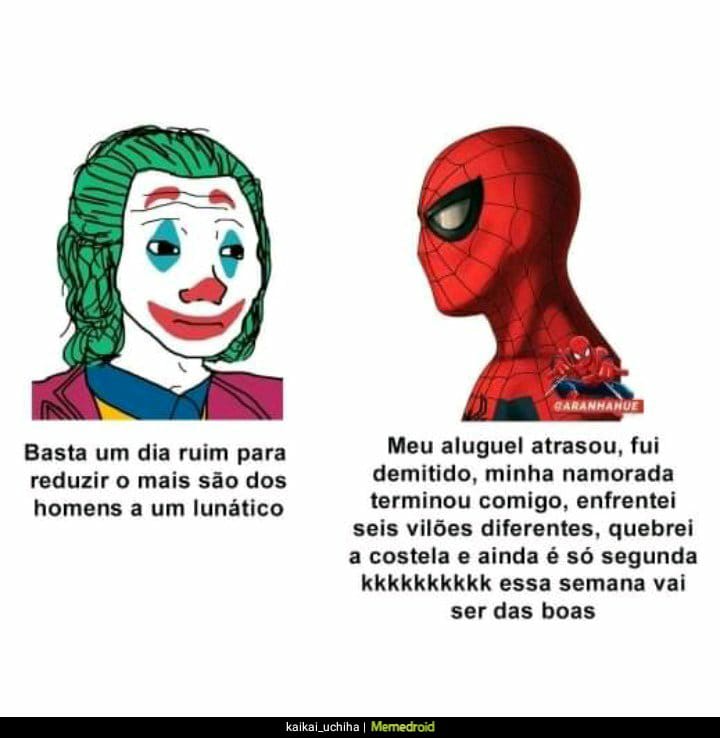 Basta um dia ruim para
reduzir o mais são dos
homens a um lunático
ARANHAHUE
Meu aluguel atrasou, fui
demitido, minha namorada
terminou comigo, enfrentei
seis vilões diferentes, quebrei
a costela e ainda é só segunda
kkkkkkkkkk essa semana vai
ser das boas
kaikai_uchiha | Memedroid